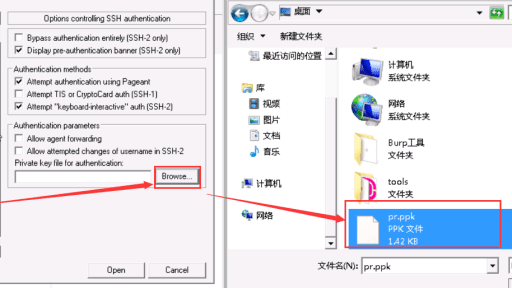 Options controlling SSH authentication
Bypass authentication entirely (SSH-2 only)
Display pre-authentication banner (SSH-2 only)
Authentication methods
Attempt authentication using Pageant
Attempt TIS or CryptoCard auth (SSH-1)
Attempt "keyboard-interactive" auth (SSH-2)
Authentication parameters
Allow agent forwarding
Allow attempted changes of username in SSH-2
Private key file for authentication:
Browse...
Open
Cancel
桌面
组织
新建文件夹
最近访问的位置
库
视频
图片
文档
音乐
计算机
网络
计算机
系统文件夹
网络
系统文件夹
Burp工具
文件夹
tools
文件夹
pr.ppk
PPK 文件
1.42 KB
文件名(N):
pr.ppk